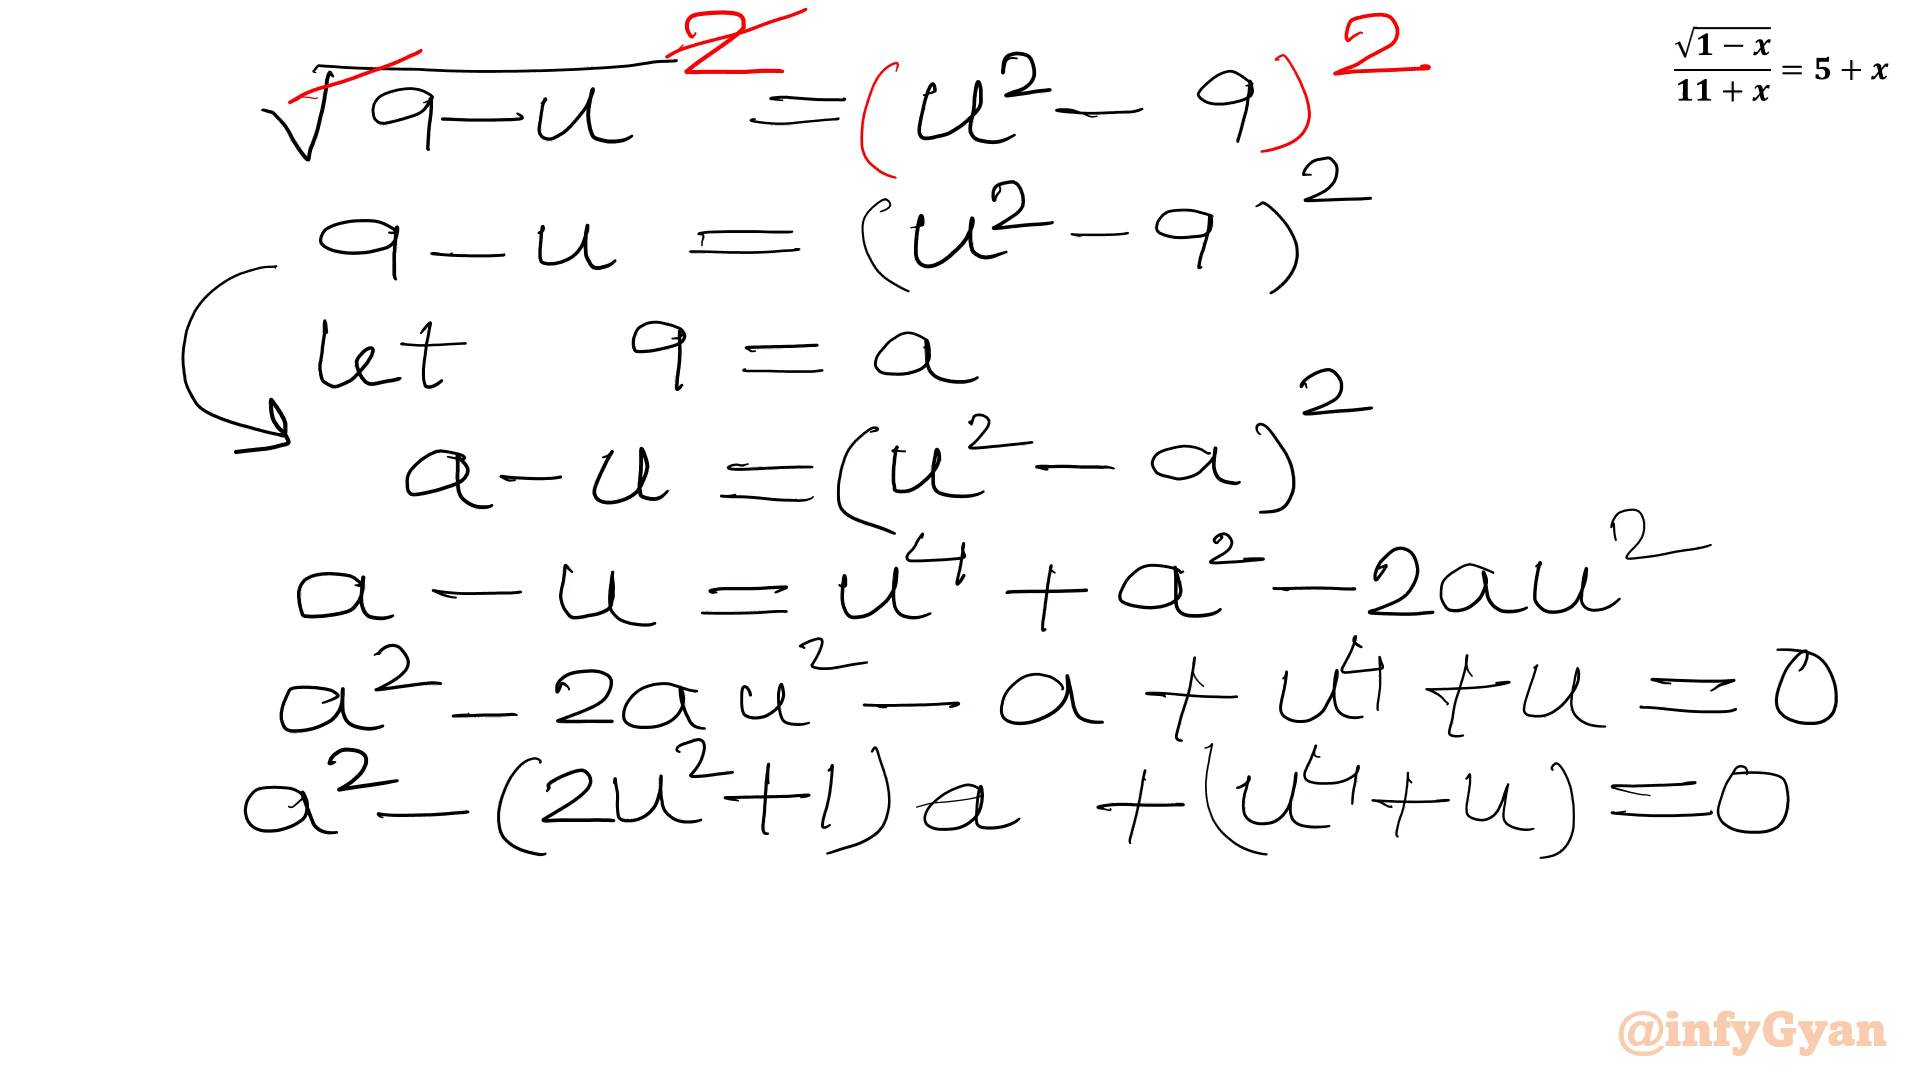 √(9 − u)² = (u² − 9)²
√(1 − x) / (11 + x) = 5 + x
9 − u = (u² − 9)²
let 9 = a
a − u = (u² − a)²
a − u = u⁴ + a² − 2au²
a² − 2au² − a + u⁴ + u = 0
a² − (2u² + 1)a + (u⁴ + u) = 0
@infyGyan